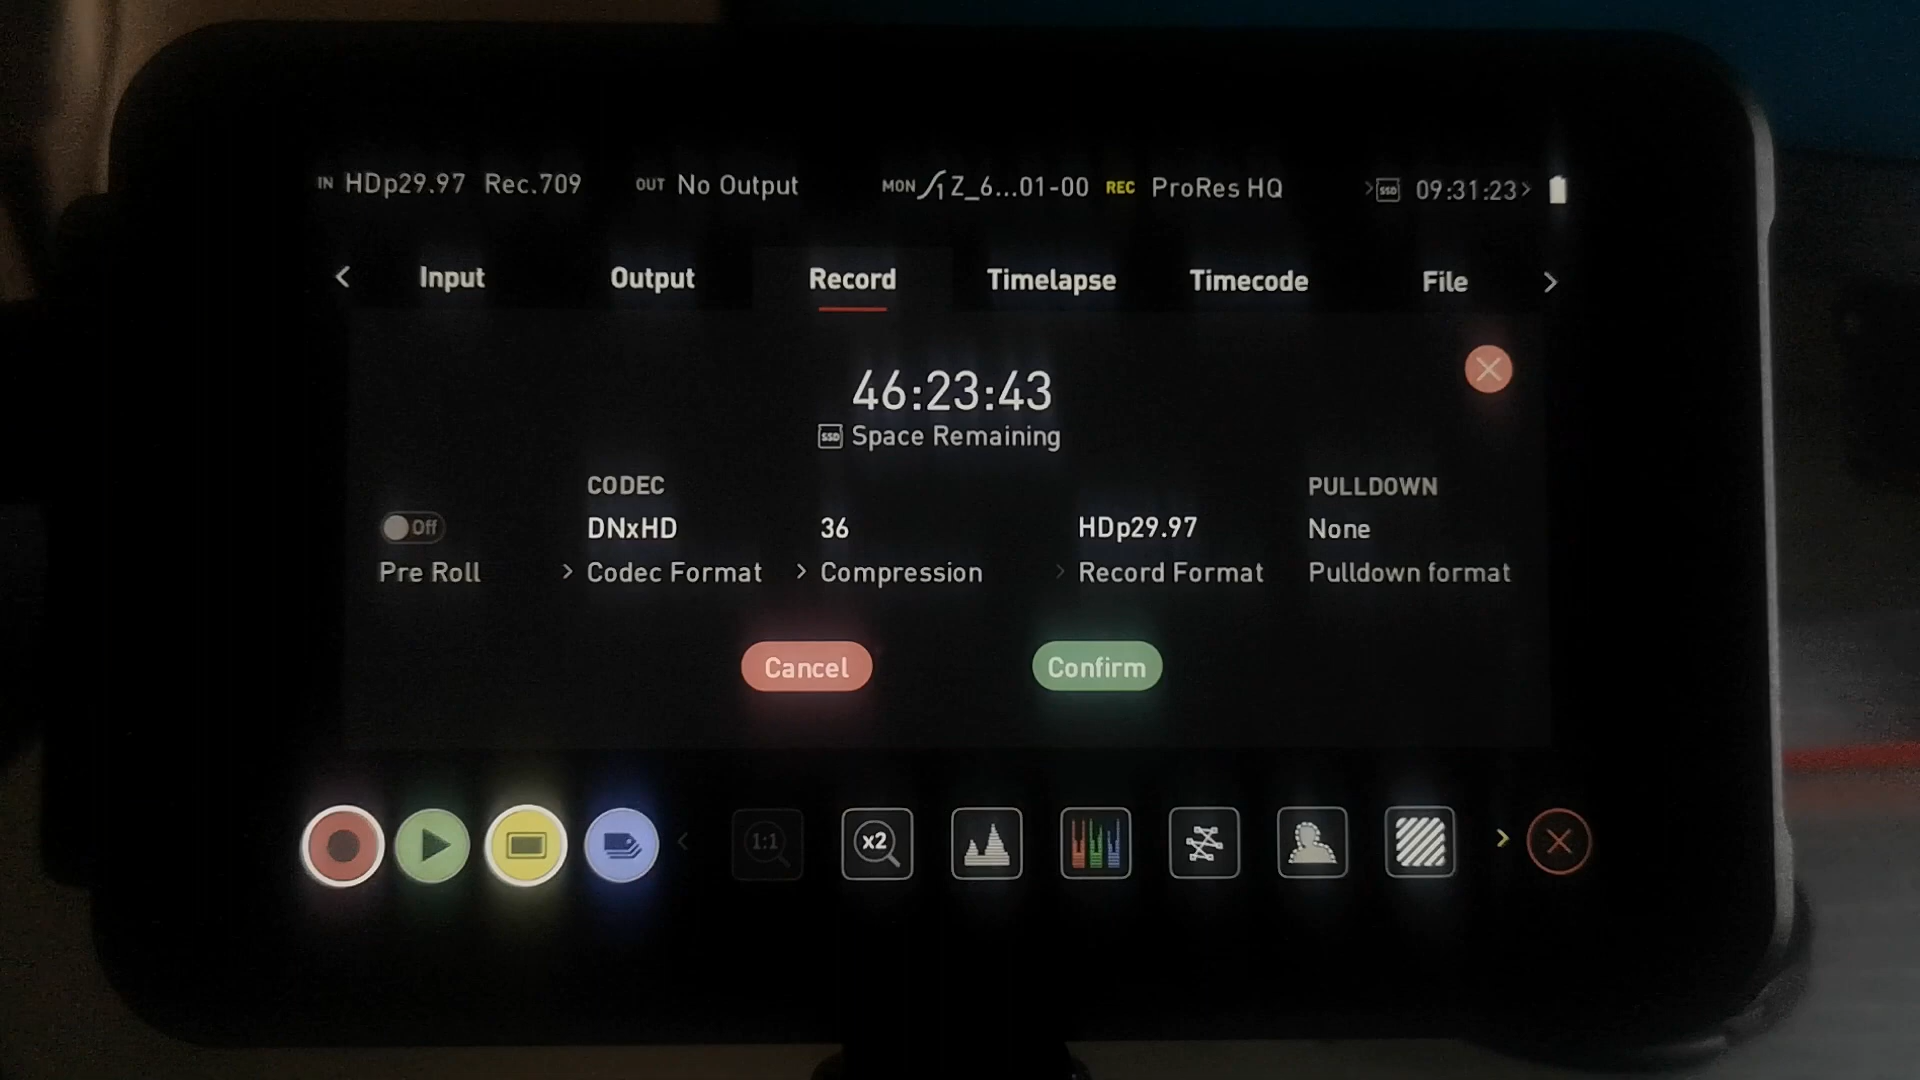 IN HDp29.97 Rec.709 OUT No Output MON Z_6...01-00 REC ProRes HQ SSD 09:31:23
Input Output Record Timelapse Timecode File
46:23:43
SSD Space Remaining
CODEC PULLDOWN
Off DNxHD 36 HDp29.97 None
Pre Roll > Codec Format > Compression > Record Format Pulldown format
Cancel Confirm
1:1 x2